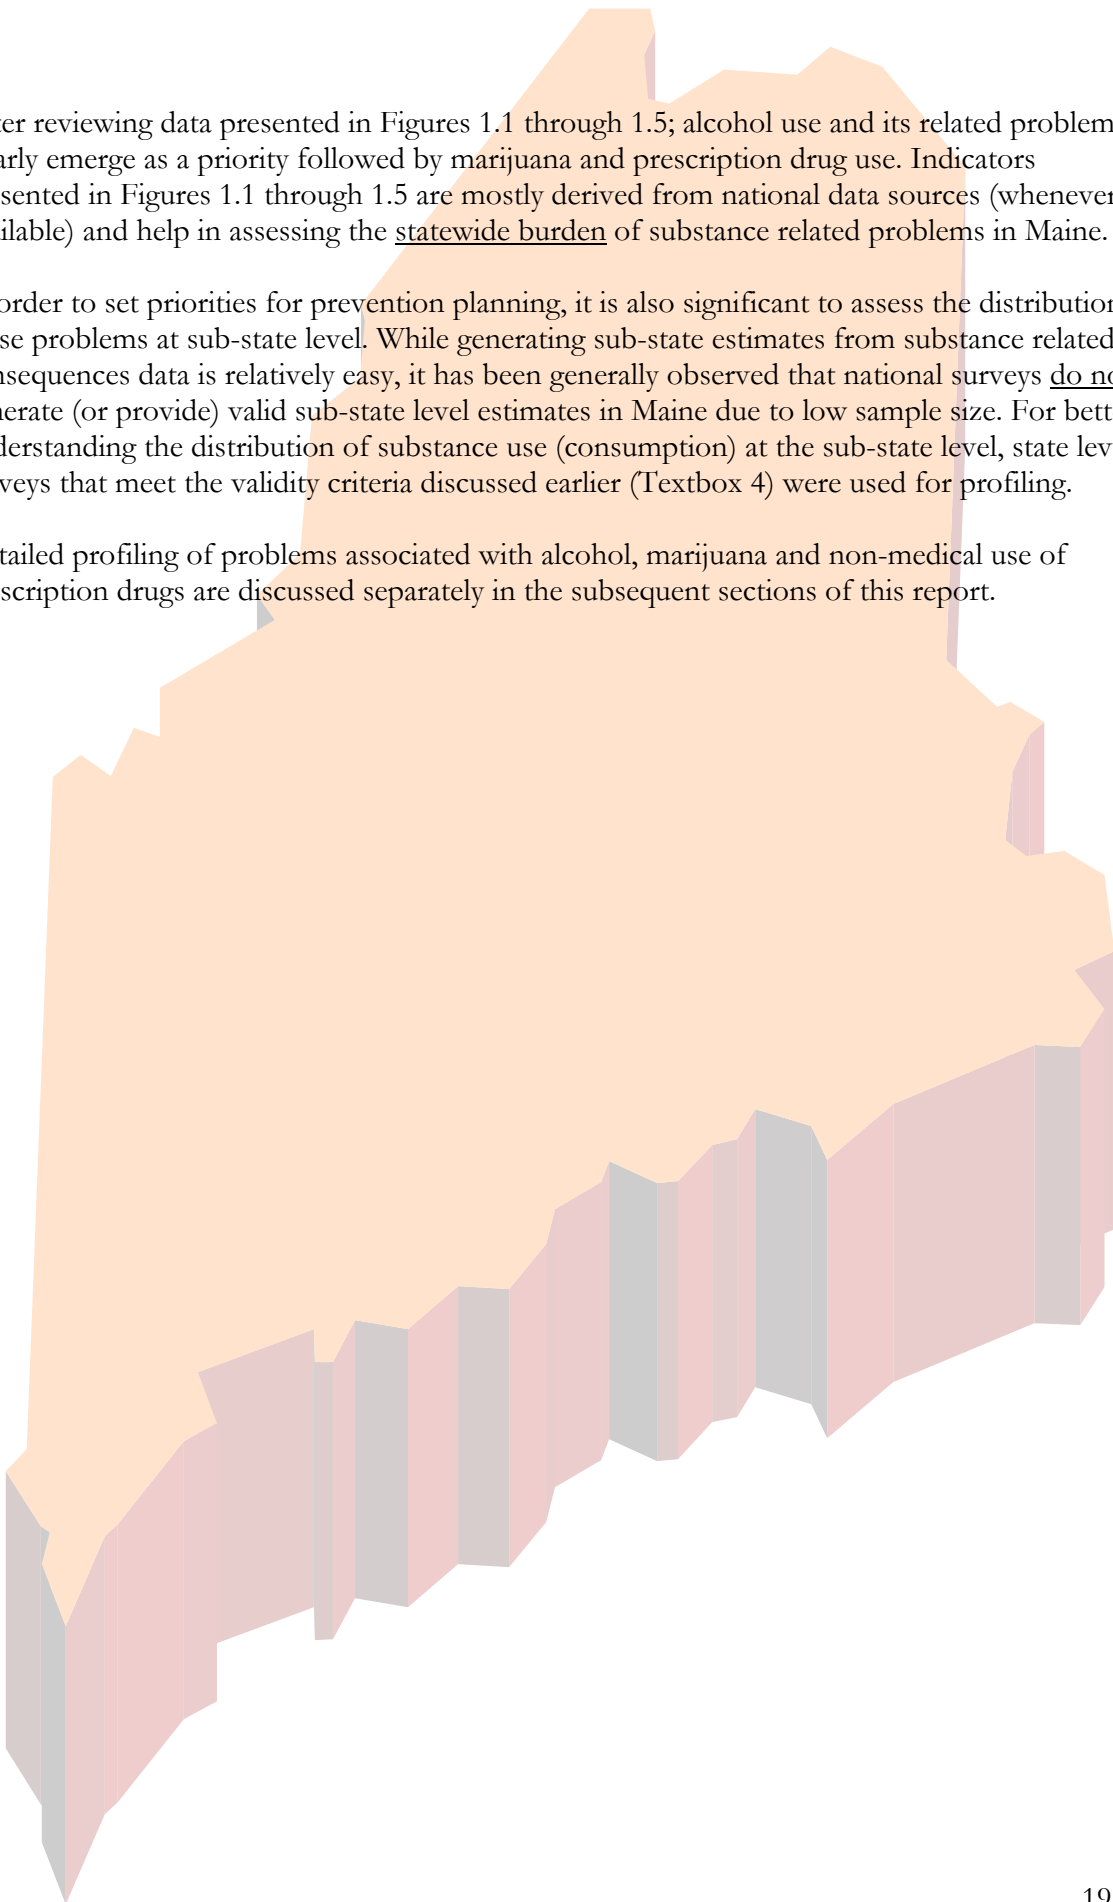 ter reviewing data presented in Figures 1.1 through 1.5; alcohol use and its related problem
arly emerge as a priority followed by marijuana and prescription drug use. Indicators
sented in Figures 1.1 through 1.5 are mostly derived from national data sources (whenever
ilable) and help in assessing the statewide burden of substance related problems in Maine.
order to set priorities for prevention planning, it is also significant to assess the distribution
se problems at sub-state level. While generating sub-state estimates from substance related
nsequences data is relatively easy, it has been generally observed that national surveys do no
nerate (or provide) valid sub-state level estimates in Maine due to low sample size. For bett
derstanding the distribution of substance use (consumption) at the sub-state level, state lev
veys that meet the validity criteria discussed earlier (Textbox 4) were used for profiling.
tailed profiling of problems associated with alcohol, marijuana and non-medical use of
scription drugs are discussed separately in the subsequent sections of this report.
19